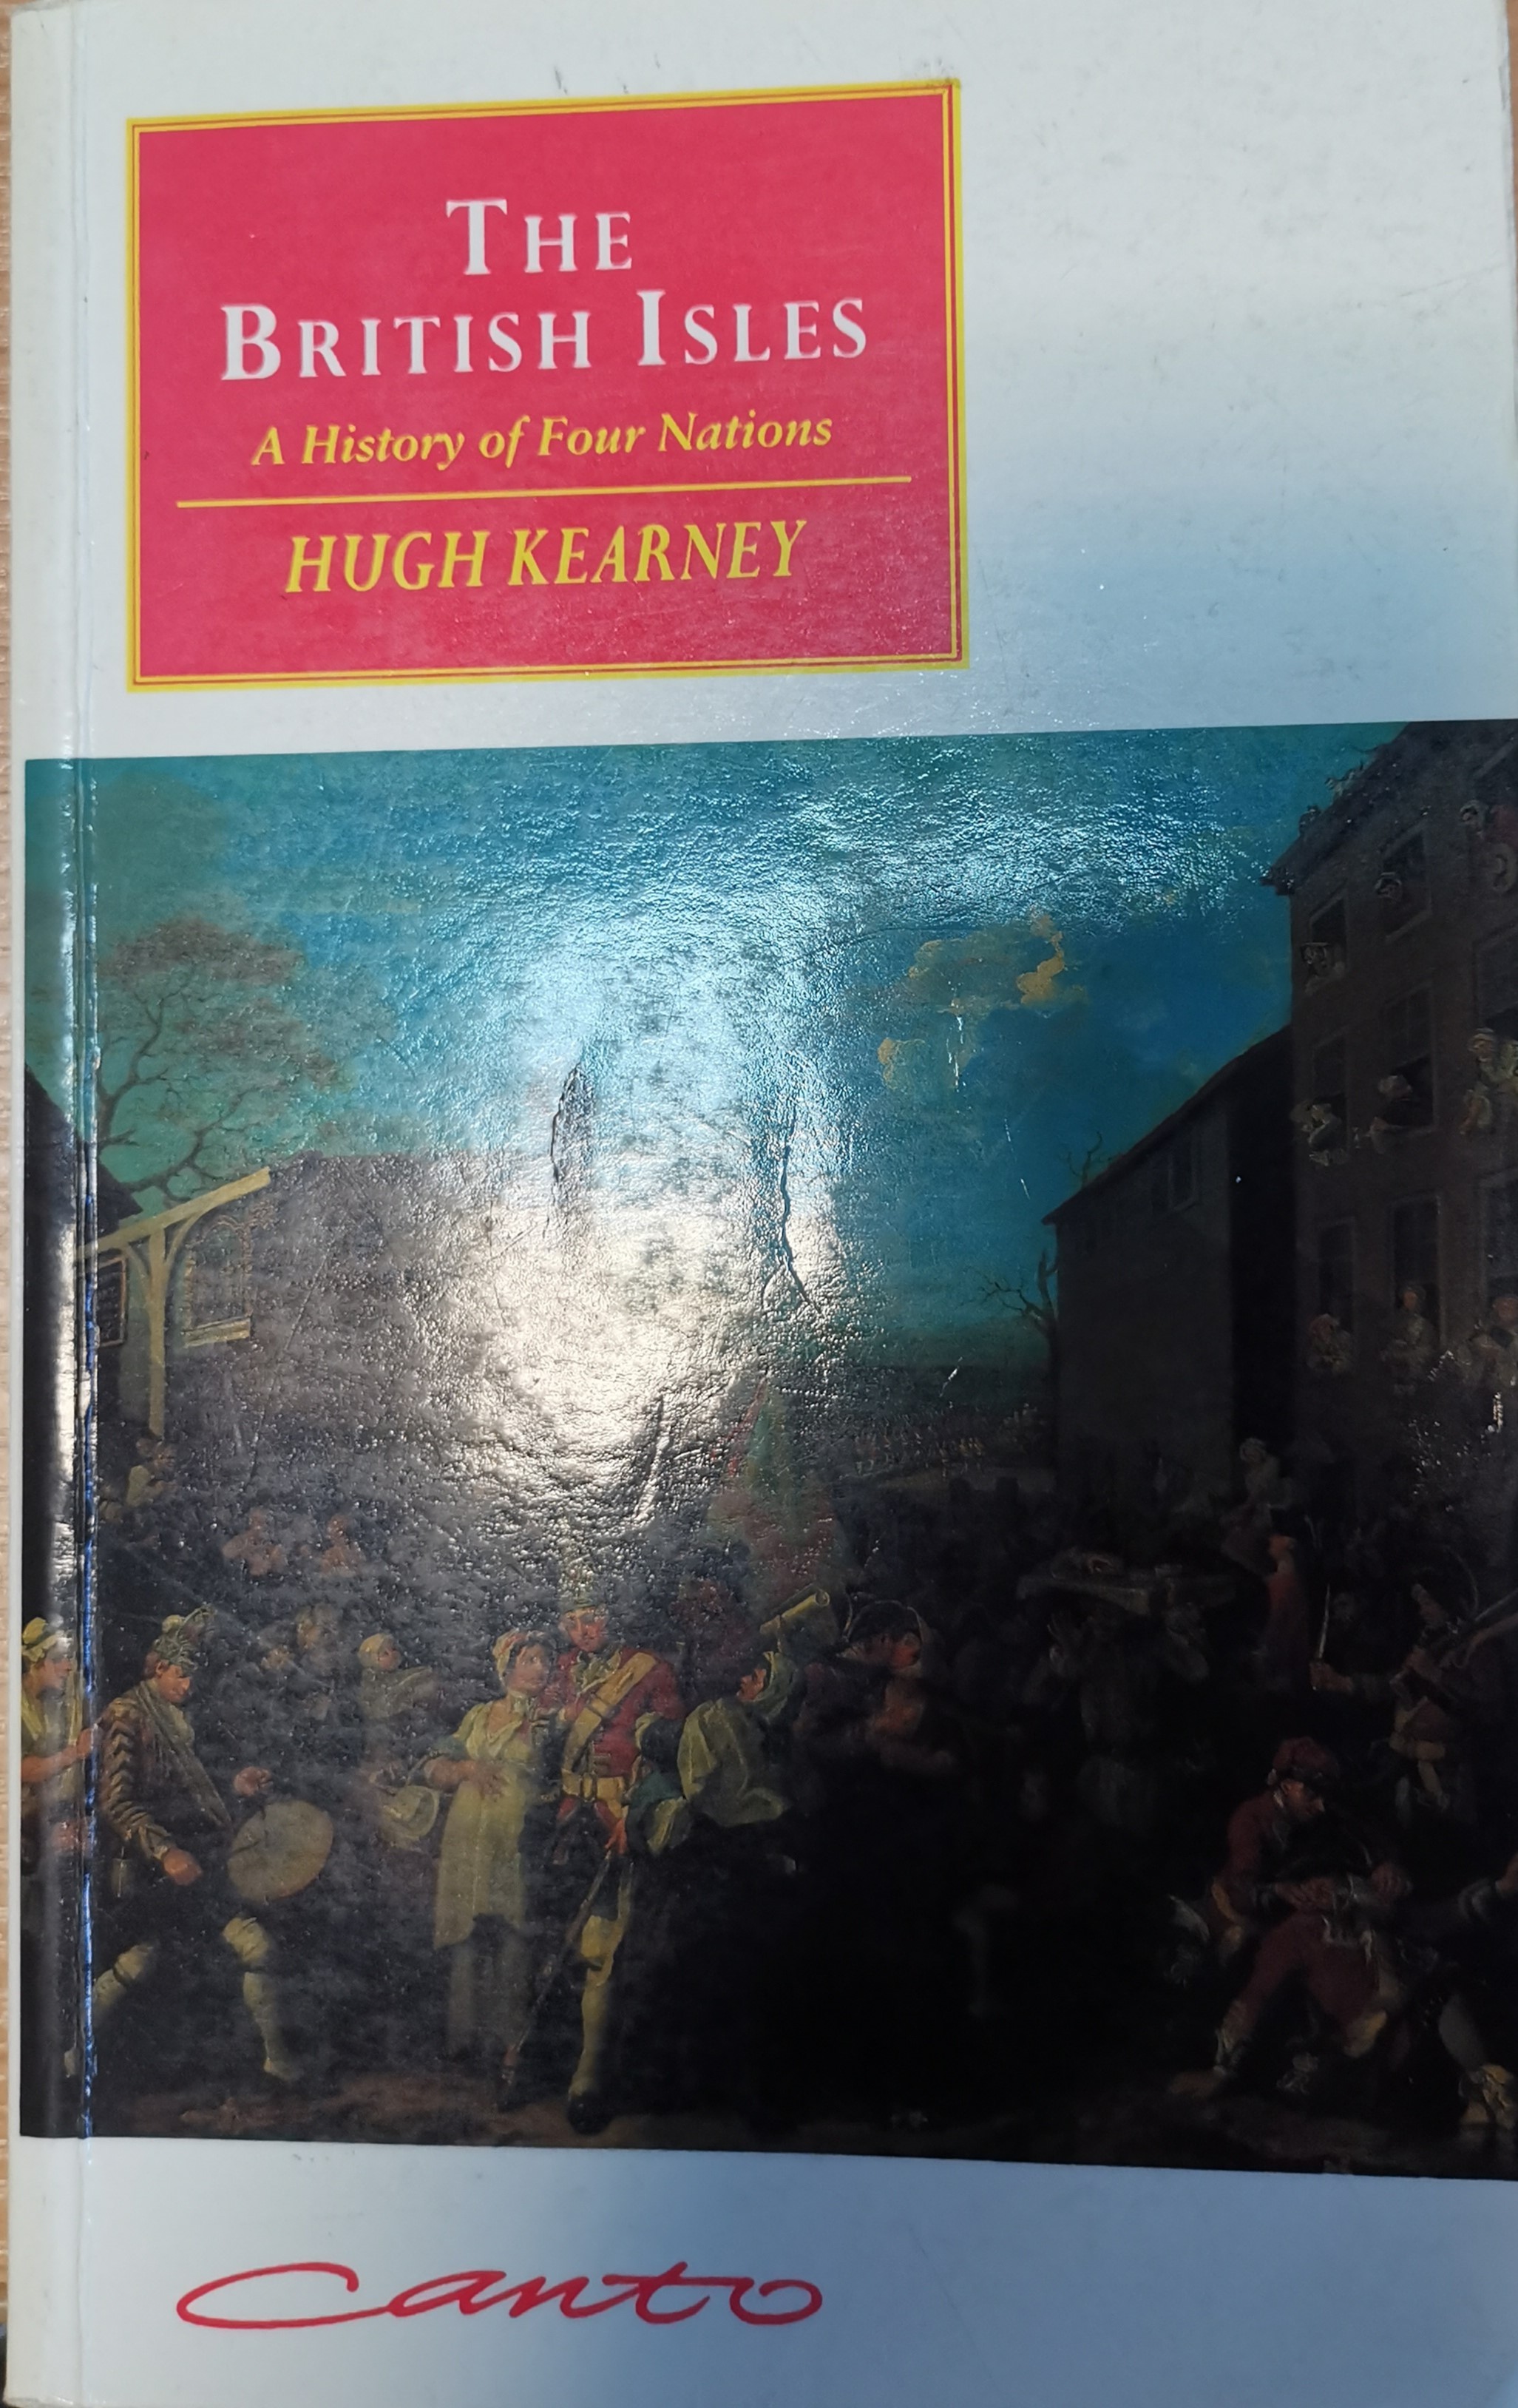 THE
BRITISH ISLES
A History of Four Nations
HUGH KEARNEY
canto